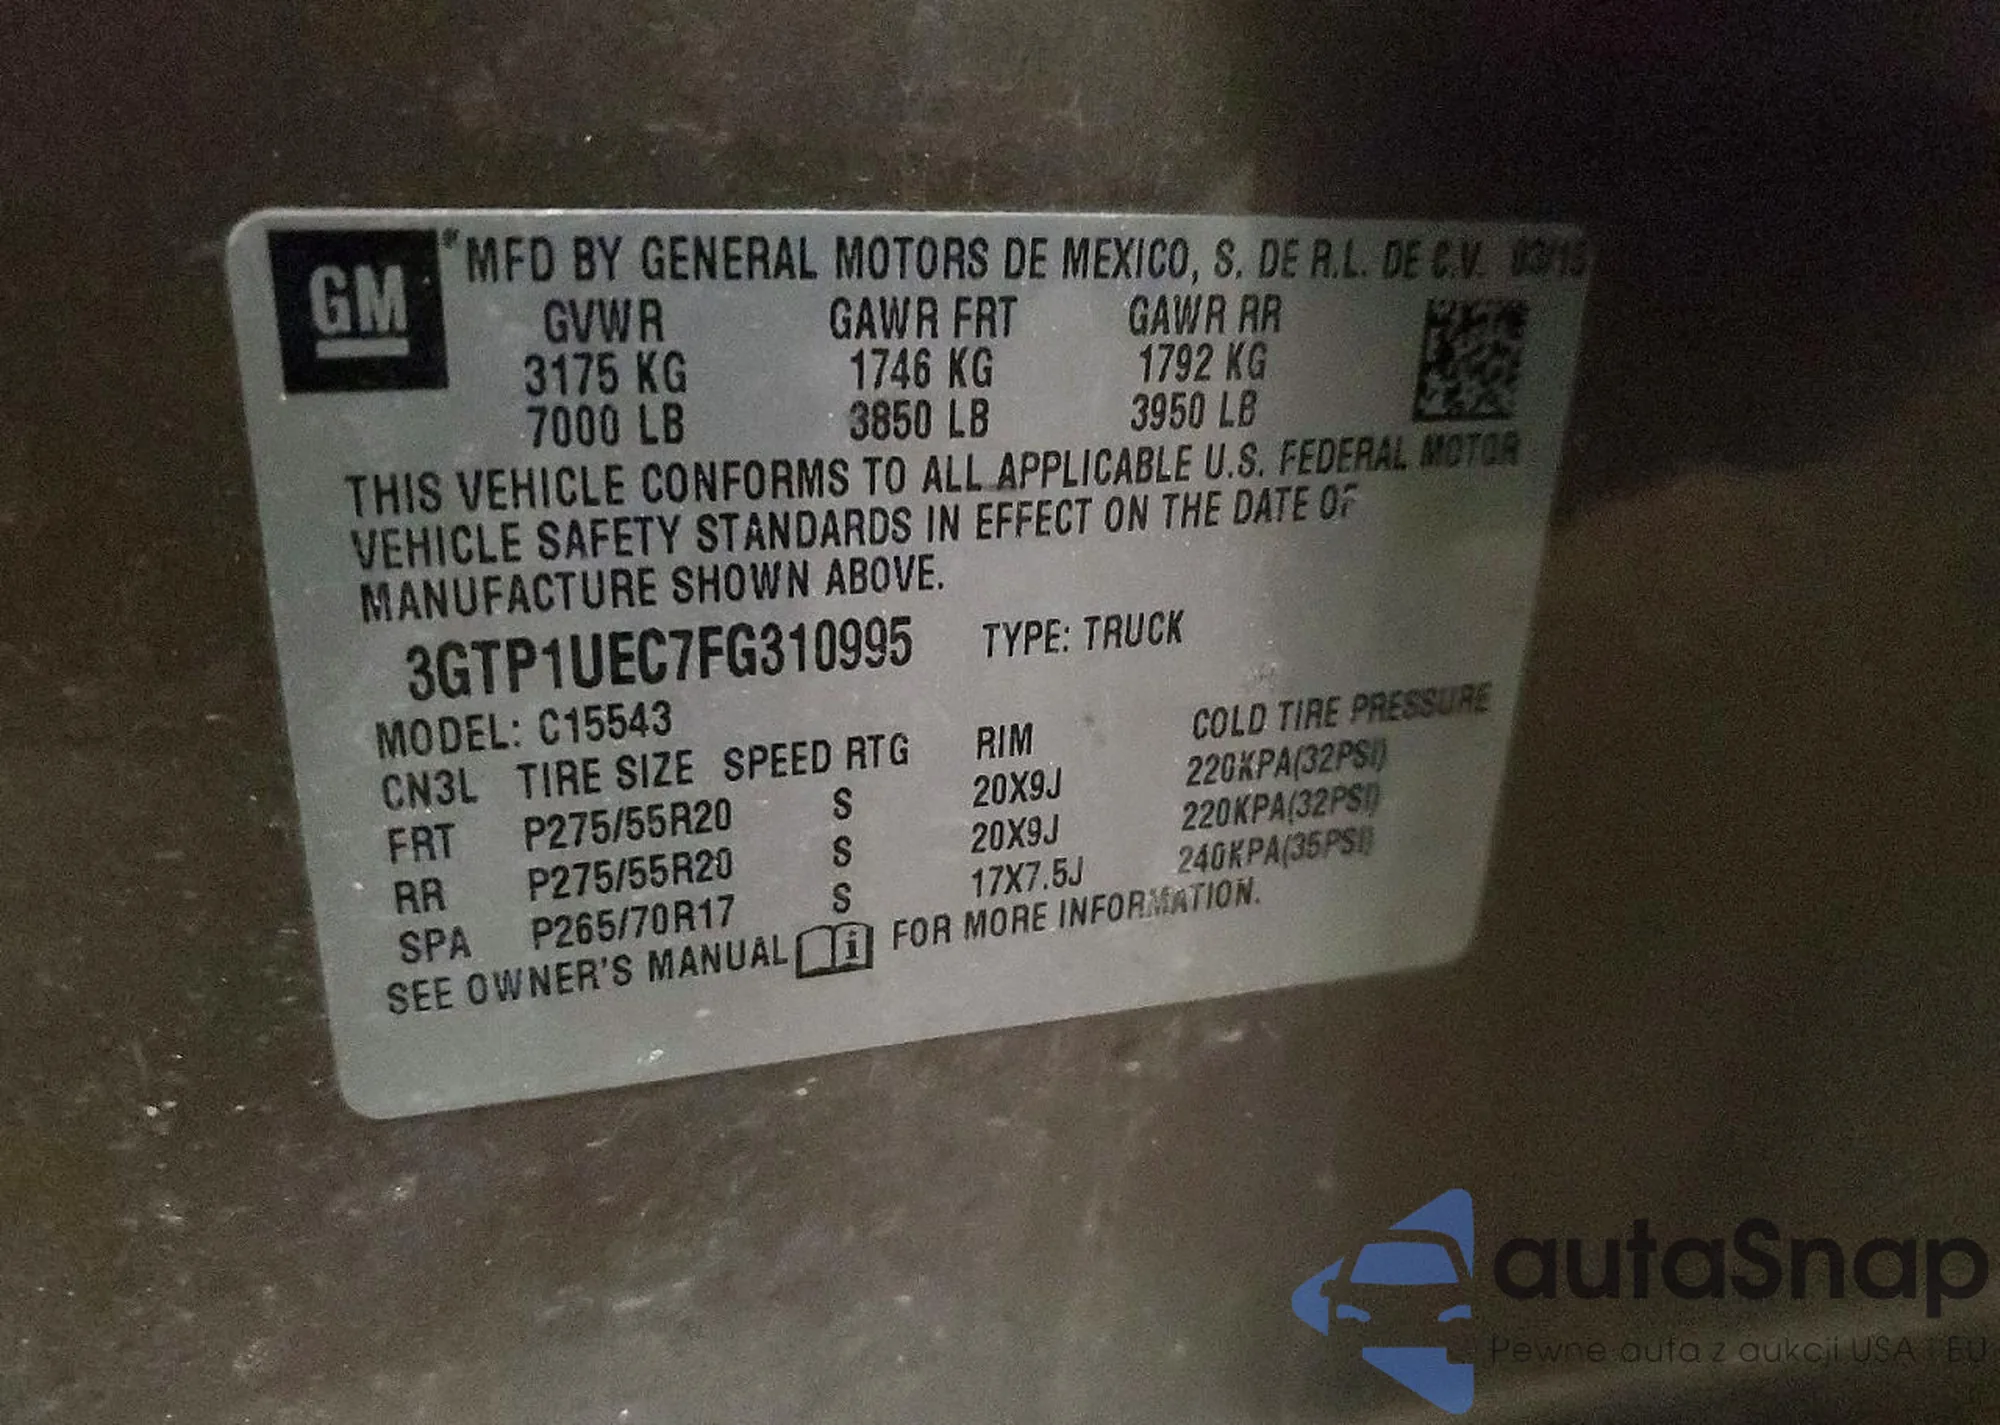 GM
MFD BY GENERAL MOTORS DE MEXICO, S. DE R.L. DE C.V. 03/15
GVWR GAWR FRT GAWR RR
3175 KG 1746 KG 1792 KG
7000 LB 3850 LB 3950 LB
THIS VEHICLE CONFORMS TO ALL APPLICABLE U.S. FEDERAL MOTOR
VEHICLE SAFETY STANDARDS IN EFFECT ON THE DATE OF
MANUFACTURE SHOWN ABOVE.
3GTP1UEC7FG310995 TYPE: TRUCK
MODEL: C15543
CN3L TIRE SIZE SPEED RTG RIM COLD TIRE PRESSURE
FRT P275/55R20 S 20X9J 220KPA(32PSI)
RR P275/55R20 S 20X9J 220KPA(32PSI)
SPA P265/70R17 S 17X7.5J 240KPA(35PSI)
SEE OWNER'S MANUAL i FOR MORE INFORMATION.
autaSnap
Pewne auta z aukcji USA i EU